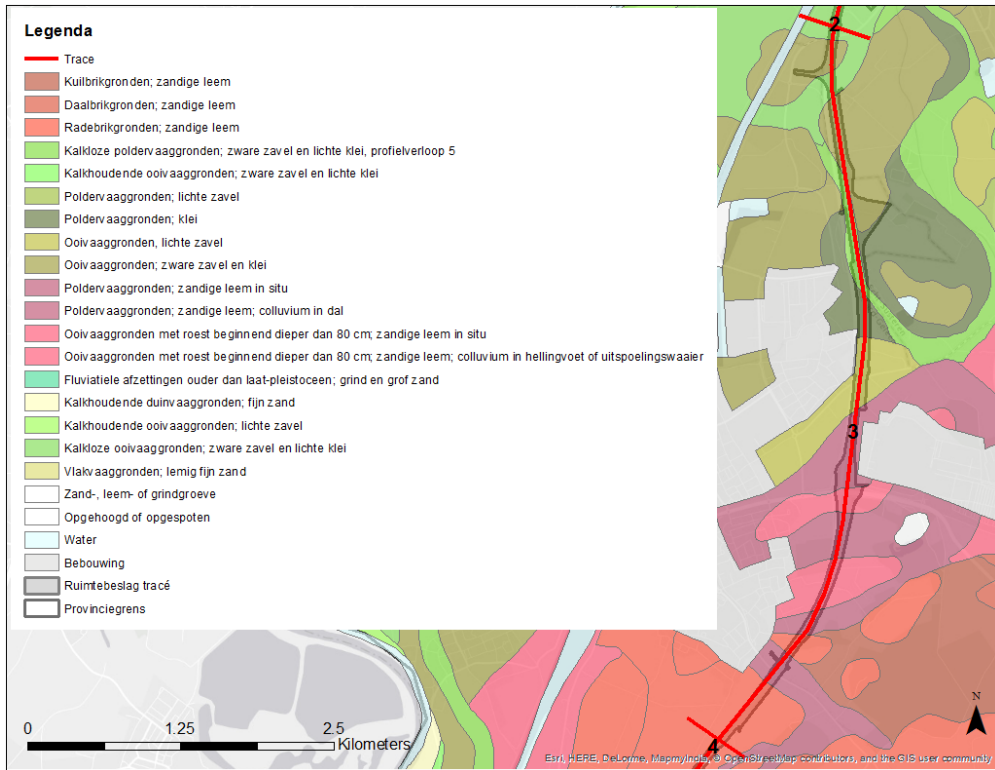 Legenda
Trace
Kuilbrikgronden; zandige leem
Daalbrikgronden; zandige leem
Radebrikgronden; zandige leem
Kalkloze poldervaaggronden; zware zavel en lichte klei, profielverloop 5
Kalkhoudende ooivaaggronden; zware zavel en lichte klei
Poldervaaggronden; lichte zavel
Poldervaaggronden; klei
Ooivaaggronden, lichte zavel
Ooivaaggronden; zware zavel en klei
Poldervaaggronden; zandige leem in situ
Poldervaaggronden; zandige leem; colluvium in dal
Ooivaaggronden met roest beginnend dieper dan 80 cm; zandige leem in situ
Ooivaaggronden met roest beginnend dieper dan 80 cm; zandige leem; colluvium in hellingvoet of uitspoelingswaaier
Fluviatiele afzettingen ouder dan laat-pleistoceen; grind en grof zand
Kalkhoudende duinvaaggronden; fijn zand
Kalkhoudende ooivaaggronden; lichte zavel
Kalkloze ooivaaggronden; zware zavel en lichte klei
Vlakvaaggronden; lemig fijn zand
Zand-, leem- of grindgroeve
Opgehoogd of opgespoten
Water
Bebouwing
Ruimtebeslag tracé
Provinciegrens
2
3
4
N
0 1.25 2.5
Kilometers
Esri, HERE, DeLorme, MapmyIndia, © OpenStreetMap contributors, and the GIS user community